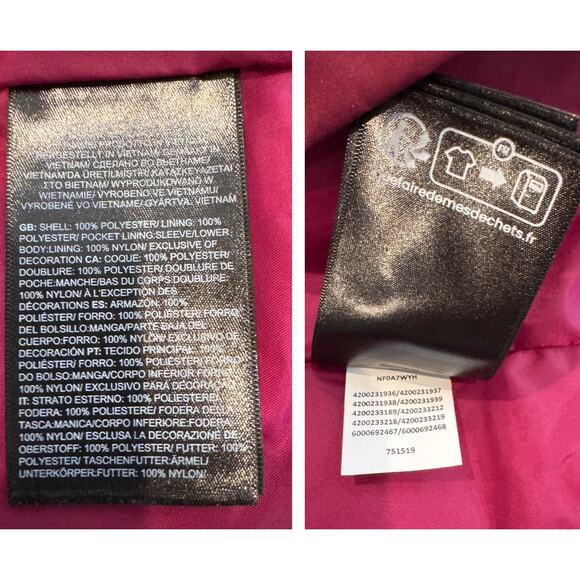 VIETNAM/ СДЕЛАНО ВО ВЬЕТНАМЕ/
VIETNAM'DA ÜRETILMIŞTIR/
ΣΤΟ ΒΙΕΤΝΑΜ/ WYPRODUKOWANO W
WIETNAMIE/ VYROBENO VE VIETNAMU/
VYROBENÉ VO VIETNAME/ GYÁRTVA: VIETNAM
GB: SHELL: 100% POLYESTER/ LINING: 100%
POLYESTER/ POCKET LINING:SLEEVE/LOWER
BODY:LINING: 100% NYLON/ EXCLUSIVE OF
DECORATION CA: COQUE: 100% POLYESTER/
DOUBLURE: 100% POLYESTER/ DOUBLURE DE
POCHE:MANCHE/BAS DU CORPS:DOUBLURE
100% NYLON/ À L'EXCEPTION DES
DÉCORATIONS ES: ARMAZÓN: 100%
POLIÉSTER/ FORRO: 100% POLIÉSTER/ FORRO
DEL BOLSILLO:MANGA/PARTE BAJA DEL
CUERPO:FORRO: 100% NYLON/EXCLUSIVO DE
DECORACIÓN PT: TECIDO PRINCIPAL:
POLIÉSTER/ FORRO: 100% POLIÉSTER/ FORRO
DO BOLSO:MANGA/CORPO INFERIOR:FORRO:
100% NYLON/ EXCLUSIVO PARA DECORAÇÃO
IT: STRATO ESTERNO: 100% POLIESTERE/
FODERA: 100% POLIESTERE/ FODERA DELLA
TASCA:MANICA/CORPO INFERIORE:FODERA:
100% NYLON/ ESCLUSA LA DECORAZIONE DE:
OBERSTOFF: 100% POLYESTER/ FUTTER: 100%
POLYESTER/ TASCHENFUTTER:ÄRMEL/
UNTERKÖRPER:FUTTER: 100% NYLON/
FR
quefairedemesdechets.fr
NF0A7WYH
4200231936/4200231937
4200231938/4200231939
4200233189/4200233212
4200233218/4200233219
6000692467/6000692468
751519